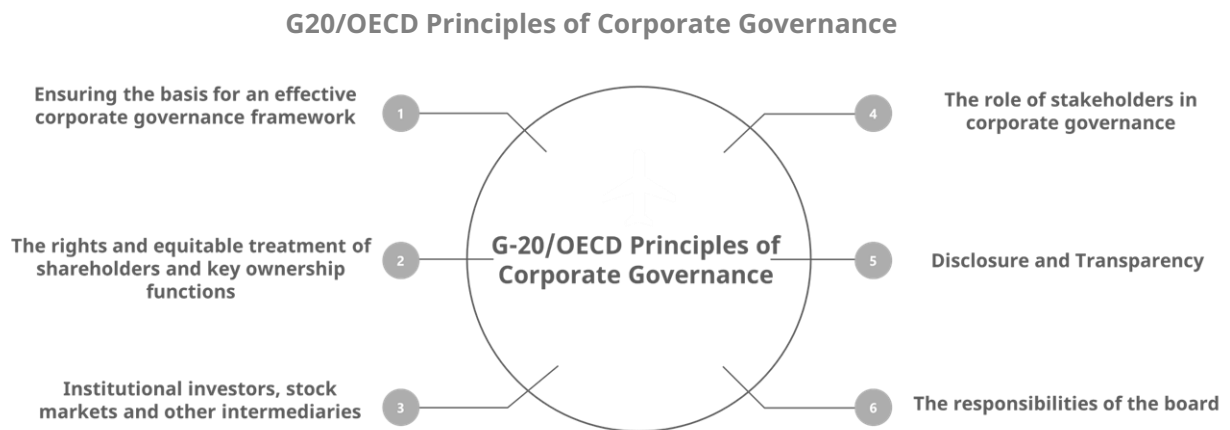 G20/OECD Principles of Corporate Governance
Ensuring the basis for an effective
corporate governance framework
1
The rights and equitable treatment of
shareholders and key ownership
functions
2
Institutional investors, stock
markets and other intermediaries
3
G-20/OECD Principles of
Corporate Governance
4
The role of stakeholders in
corporate governance
5
Disclosure and Transparency
6
The responsibilities of the board